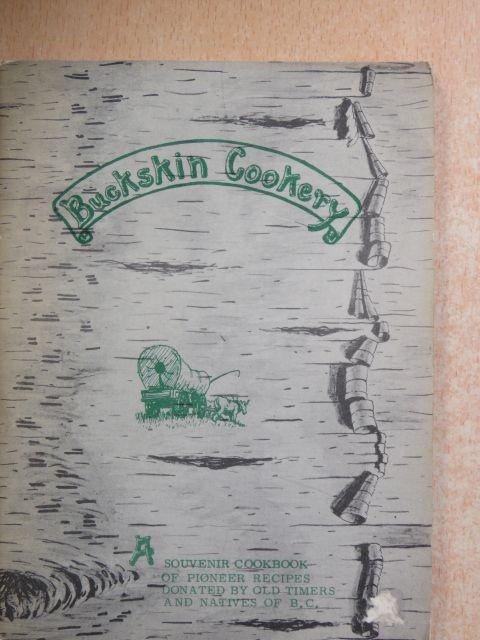 Buckskin Cookery
A SOUVENIR COOKBOOK
OF PIONEER RECIPES
DONATED BY OLD TIMERS
AND NATIVES OF B.C.